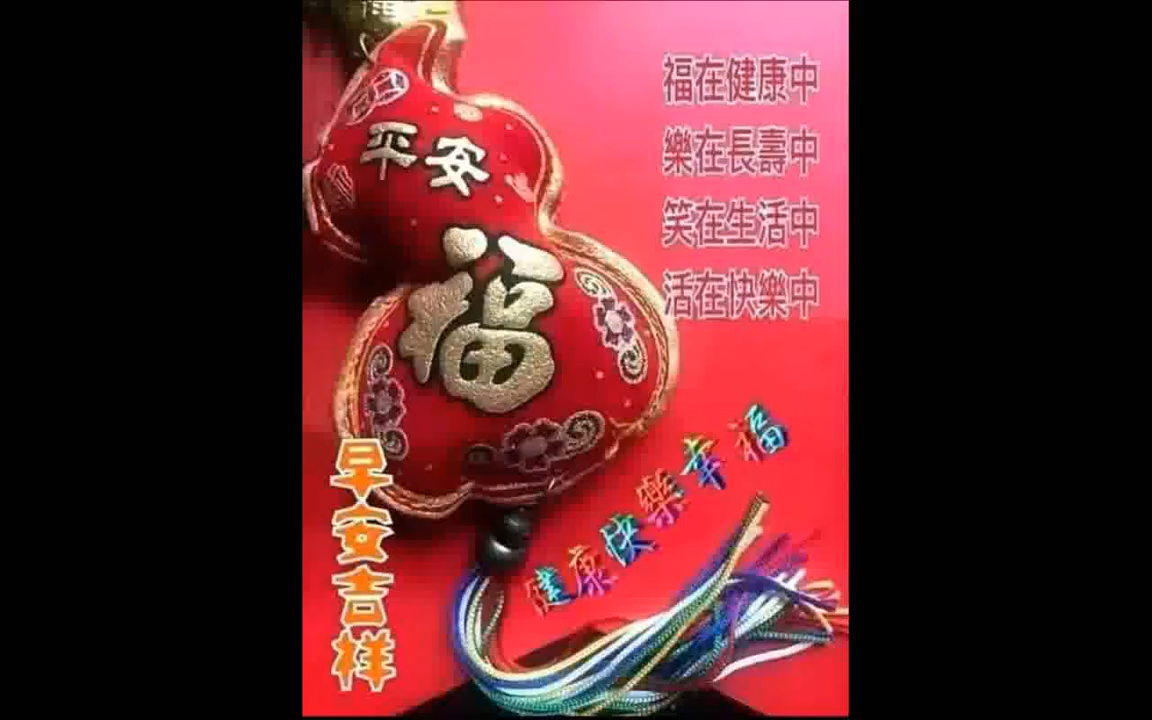 福在健康中
樂在長壽中
笑在生活中
活在快樂中
平安
福
健康快樂幸福
早安吉祥